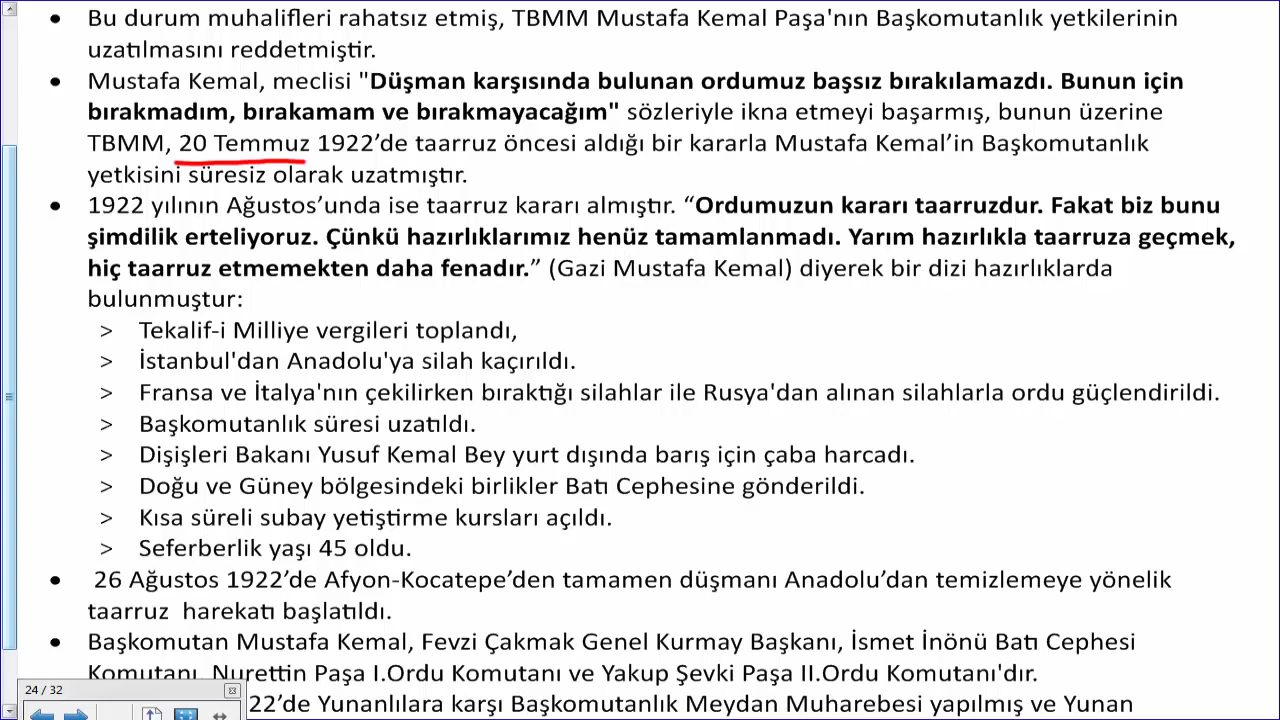 • Bu durum muhalifleri rahatsız etmiş, TBMM Mustafa Kemal Paşa'nın Başkomutanlık yetkilerinin
uzatılmasını reddetmiştir.
• Mustafa Kemal, meclisi "Düşman karşısında bulunan ordumuz başsız bırakılamazdı. Bunun için
bırakmadım, bırakamam ve bırakmayacağım" sözleriyle ikna etmeyi başarmış, bunun üzerine
TBMM, 20 Temmuz 1922’de taarruz öncesi aldığı bir kararla Mustafa Kemal’in Başkomutanlık
yetkisini süresiz olarak uzatmıştır.
• 1922 yılının Ağustos’unda ise taarruz kararı almıştır. “Ordumuzun kararı taarruzdur. Fakat biz bunu
şimdilik erteliyoruz. Çünkü hazırlıklarımız henüz tamamlanmadı. Yarım hazırlıkla taarruza geçmek,
hiç taarruz etmemekten daha fenadır.” (Gazi Mustafa Kemal) diyerek bir dizi hazırlıklarda
bulunmuştur:
> Tekalif-i Milliye vergileri toplandı,
> İstanbul'dan Anadolu'ya silah kaçırıldı.
> Fransa ve İtalya'nın çekilirken bıraktığı silahlar ile Rusya'dan alınan silahlarla ordu güçlendirildi.
> Başkomutanlık süresi uzatıldı.
> Dişişleri Bakanı Yusuf Kemal Bey yurt dışında barış için çaba harcadı.
> Doğu ve Güney bölgesindeki birlikler Batı Cephesine gönderildi.
> Kısa süreli subay yetiştirme kursları açıldı.
> Seferberlik yaşı 45 oldu.
• 26 Ağustos 1922’de Afyon-Kocatepe’den tamamen düşmanı Anadolu’dan temizlemeye yönelik
taarruz harekatı başlatıldı.
• Başkomutan Mustafa Kemal, Fevzi Çakmak Genel Kurmay Başkanı, İsmet İnönü Batı Cephesi
Komutanı, Nurettin Paşa I.Ordu Komutanı ve Yakup Şevki Paşa II.Ordu Komutanı'dır.
24 / 32
22’de Yunanlılara karşı Başkomutanlık Meydan Muharebesi yapılmış ve Yunan